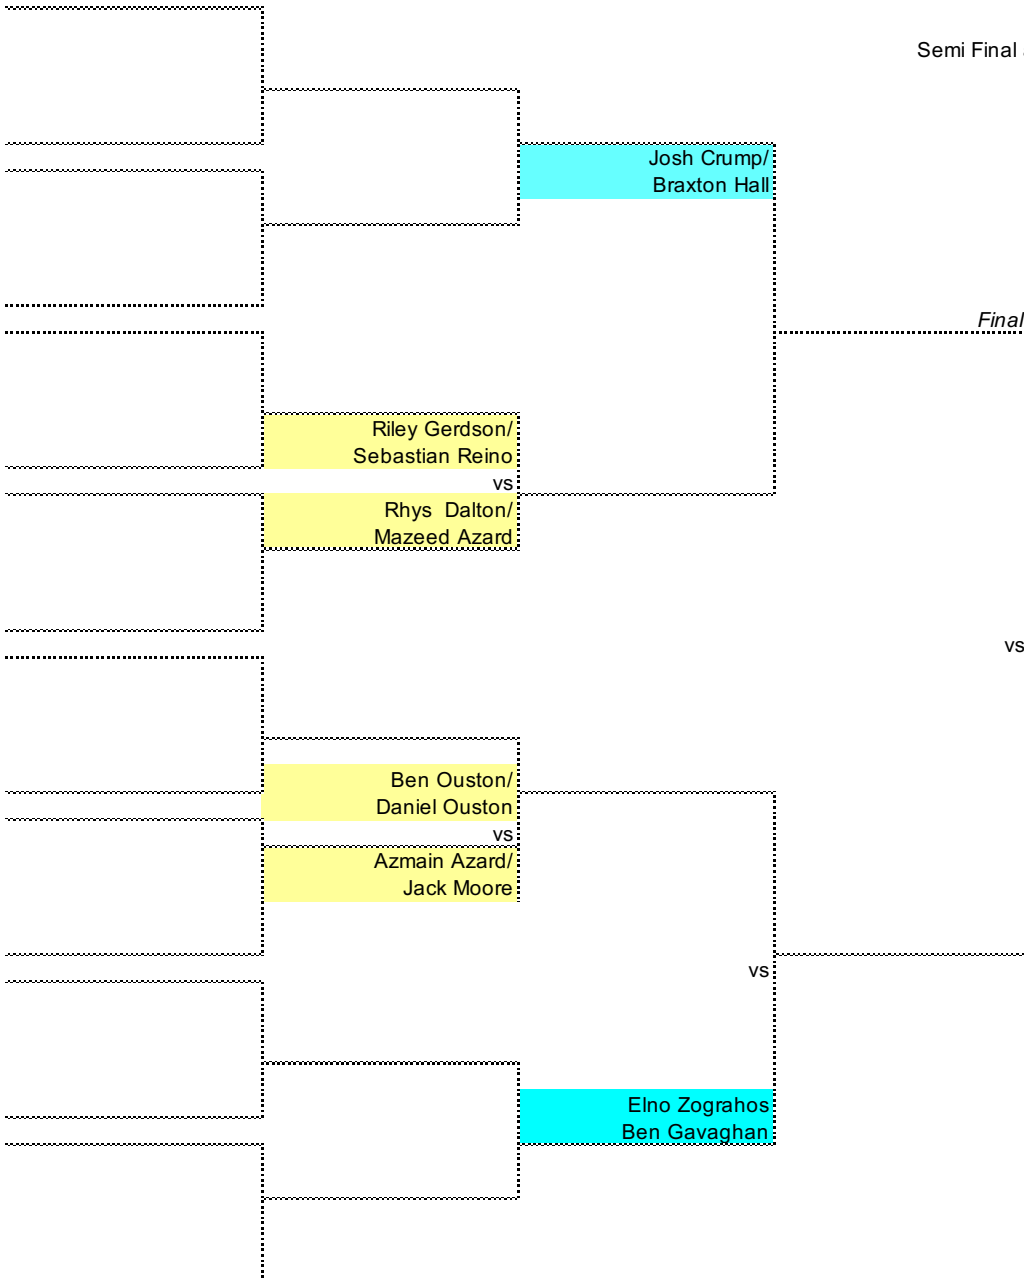 Semi Final
Josh Crump/
Braxton Hall
Final
Riley Gerdson/
Sebastian Reino
vs
Rhys Dalton/
Mazeed Azard
vs
Ben Ouston/
Daniel Ouston
vs
Azmain Azard/
Jack Moore
vs
Elno Zograhos
Ben Gavaghan